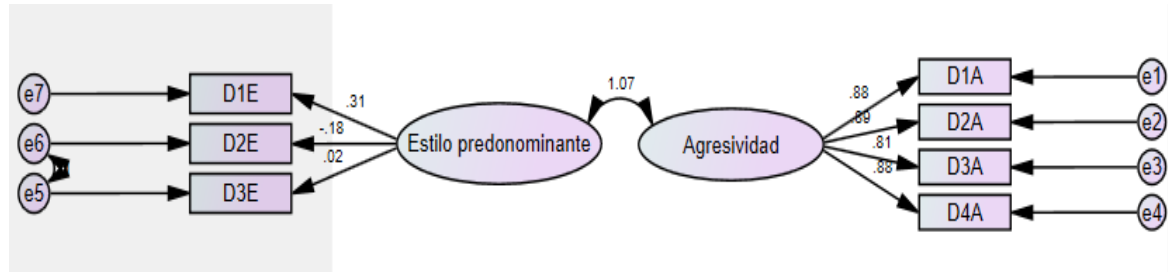 1.07
e7
D1E
.31
e6
D2E
-.18
Estilo predonominante
e5
D3E
.02
Agresividad
.88
D1A
e1
.89
D2A
e2
.81
D3A
e3
.88
D4A
e4